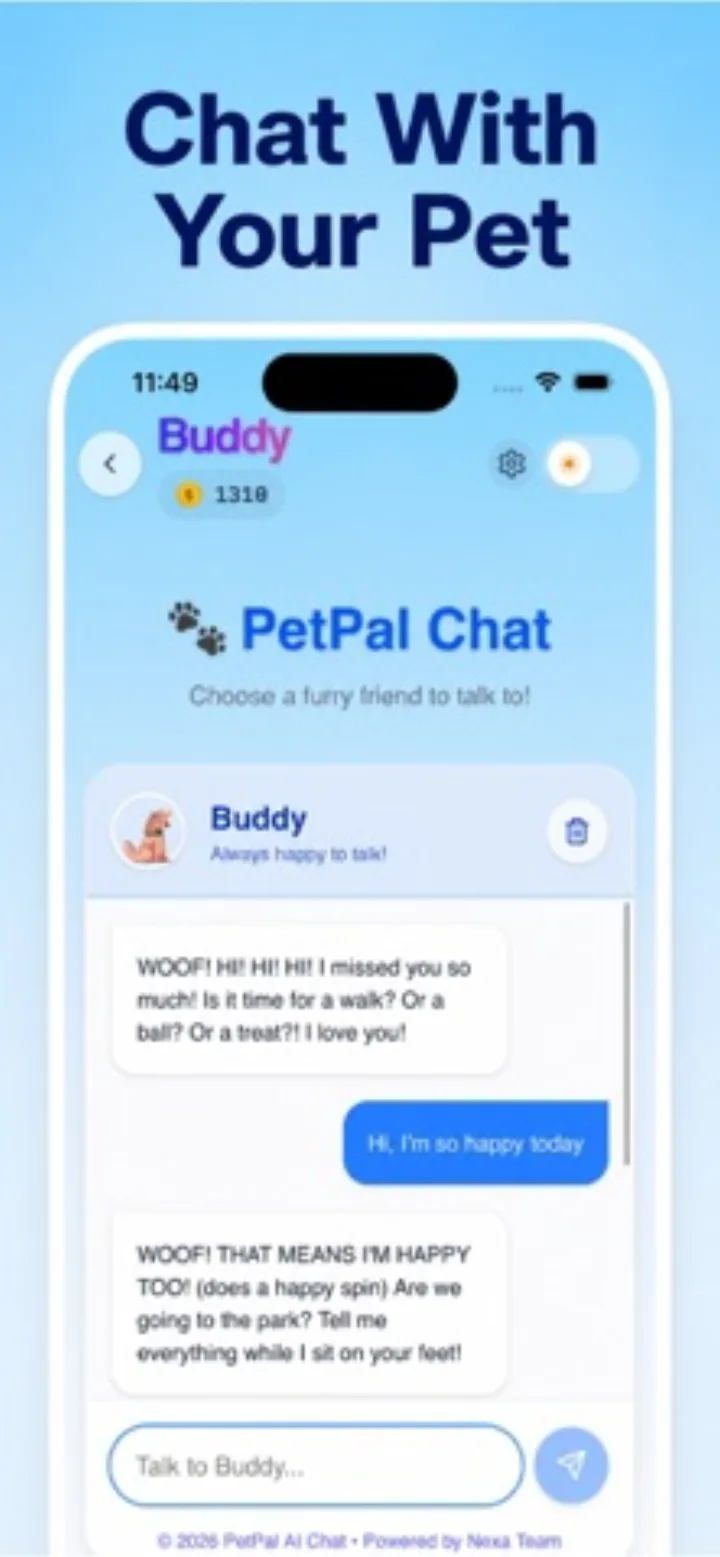 Chat With
Your Pet
11:49
Buddy
1310
PetPal Chat
Choose a furry friend to talk to!
Buddy
Always happy to talk!
WOOF! HI! HI! HI! I missed you so
much! Is it time for a walk? Or a
ball? Or a treat?! I love you!
Hi, I'm so happy today
WOOF! THAT MEANS I'M HAPPY
TOO! (does a happy spin) Are we
going to the park? Tell me
everything while I sit on your feet!
Talk to Buddy...
© 2026 PetPal AI Chat • Powered by Nexa Team